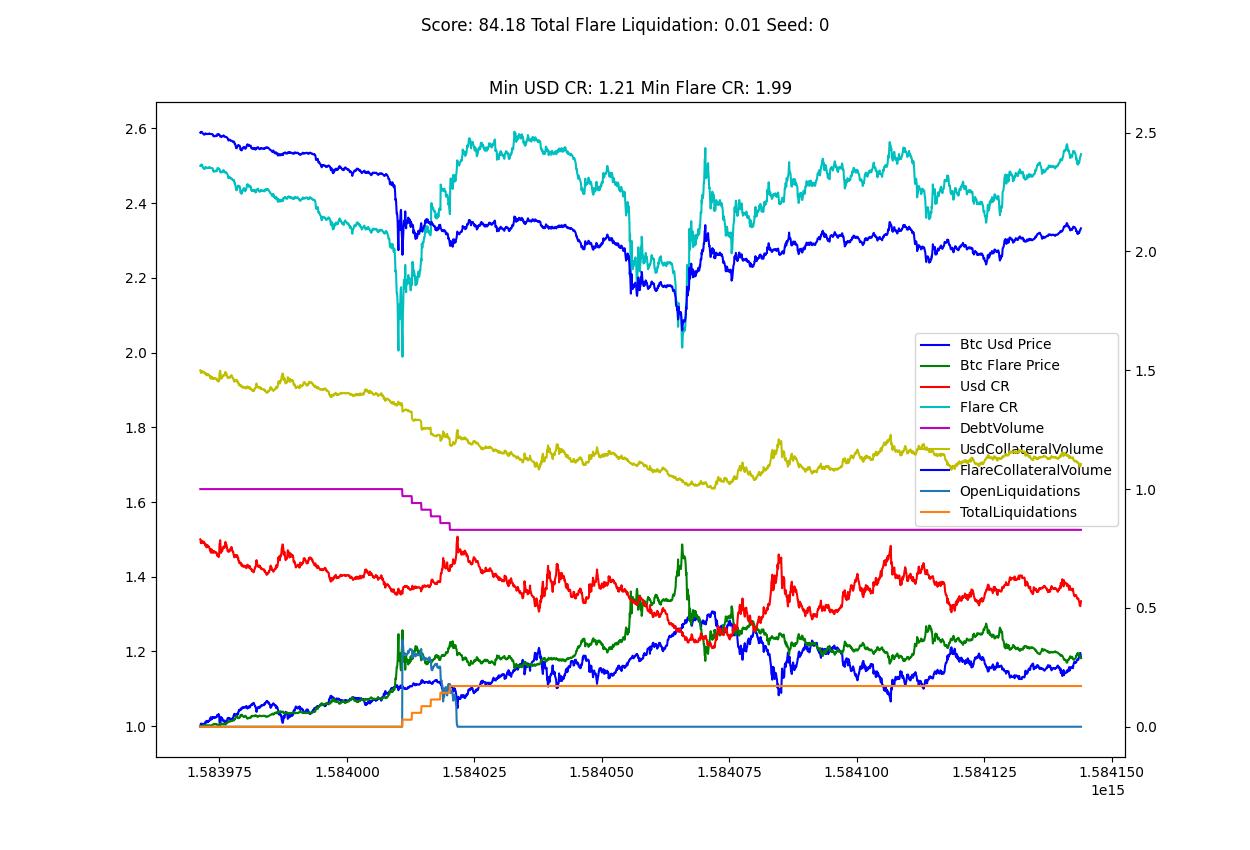 Score: 84.18 Total Flare Liquidation: 0.01 Seed: 0
Min USD CR: 1.21 Min Flare CR: 1.99
2.6
2.4
2.2
2.0
1.8
1.6
1.4
1.2
1.0
2.5
2.0
1.5
1.0
0.5
0.0
Btc Usd Price
Btc Flare Price
Usd CR
Flare CR
DebtVolume
UsdCollateralVolume
FlareCollateralVolume
OpenLiquidations
TotalLiquidations
1.583975 1.584000 1.584025 1.584050 1.584075 1.584100 1.584125 1.584150
1e15